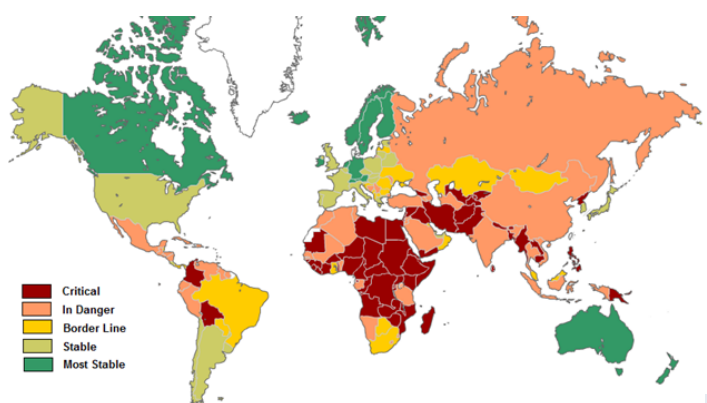 Critical
In Danger
Border Line
Stable
Most Stable